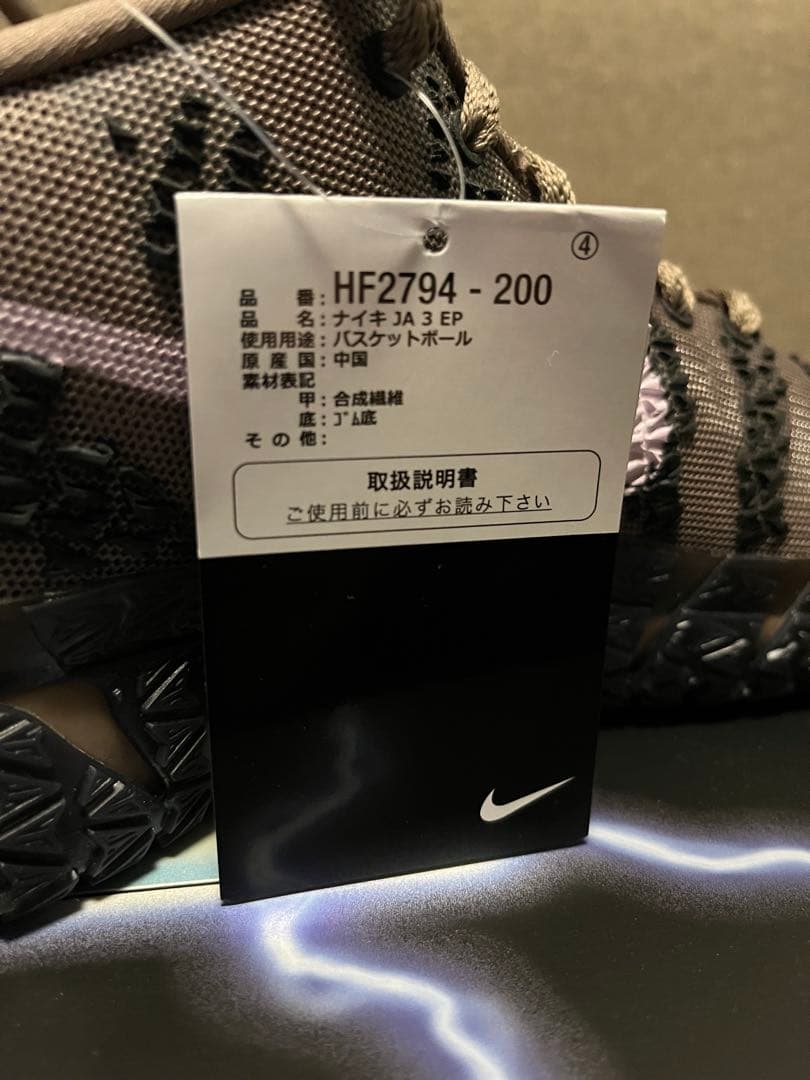 ④
品 番: HF2794 - 200
品 名: ナイキ JA 3 EP
使用用途: バスケットボール
原 産 国: 中国
素材表記
甲: 合成繊維
底: ゴム底
そ の 他:
取扱説明書
ご使用前に必ずお読み下さい